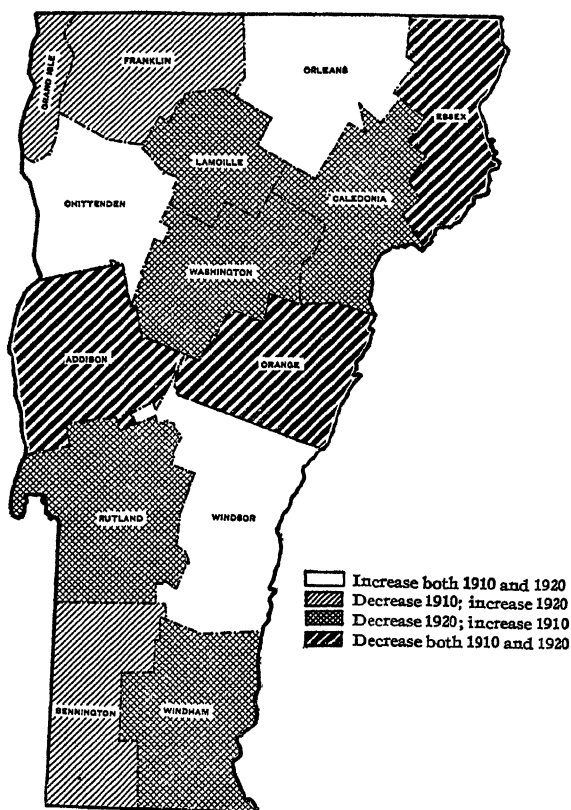 GRAND ISLE
FRANKLIN
ORLEANS
ESSEX
LAMOILLE
CHITTENDEN
CALEDONIA
WASHINGTON
ADDISON
ORANGE
RUTLAND
WINDSOR
Increase both 1910 and 1920
Decrease 1910; increase 1920
Decrease 1920; increase 1910
Decrease both 1910 and 1920
BENNINGTON
WINDHAM